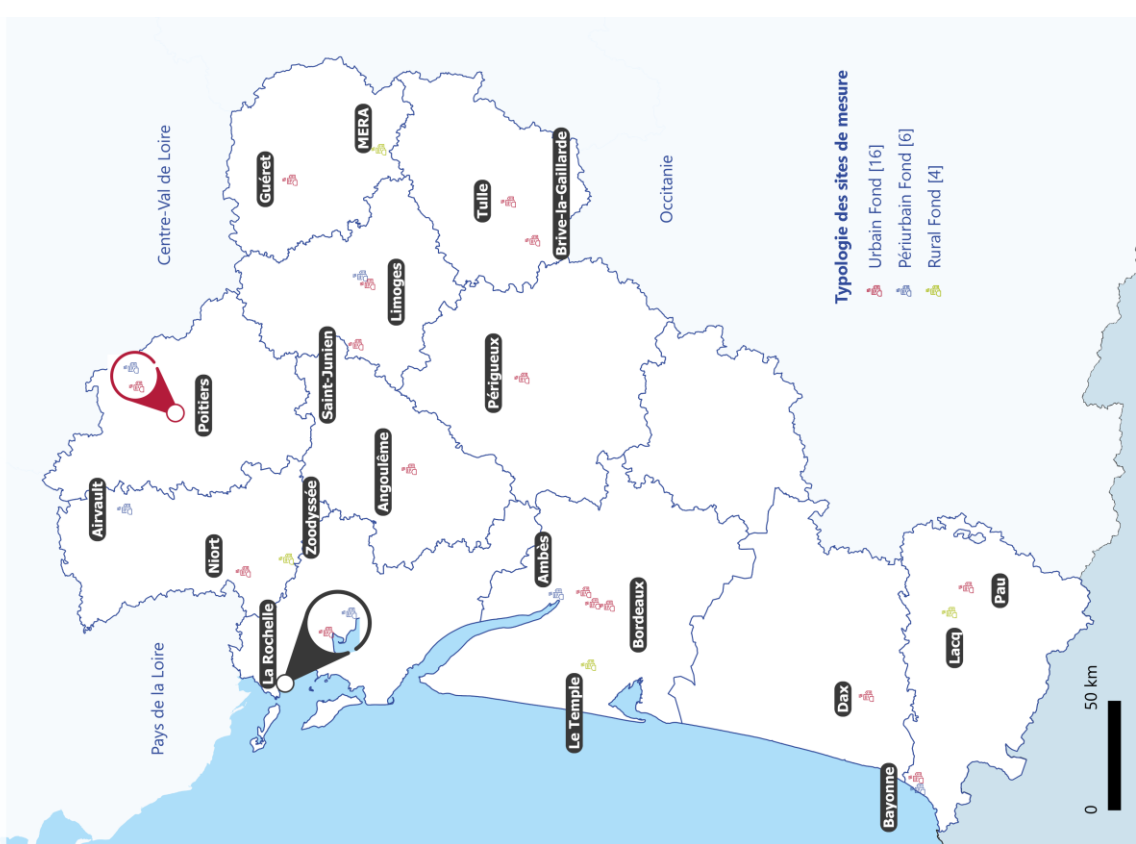 Pays de la Loire
Centre-Val de Loire
Occitanie
Airvault
Poitiers
Niort
Zoodyssée
La Rochelle
Guéret
MERA
Saint-Junien
Limoges
Angoulême
Tulle
Brive-la-Gaillarde
Périgueux
Ambès
Bordeaux
Le Temple
Dax
Bayonne
Lacq
Pau
Typologie des sites de mesure
Urbain Fond [16]
Périurbain Fond [6]
Rural Fond [4]
0 50 km